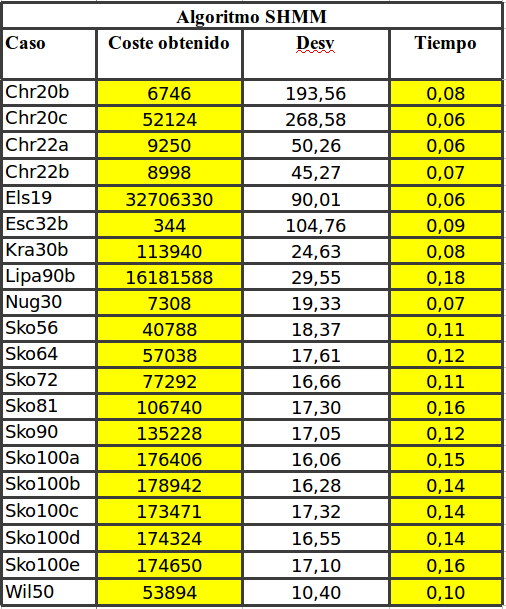 Algoritmo SHMM
Caso Coste obtenido Desv Tiempo
Chr20b 6746 193,56 0,08
Chr20c 52124 268,58 0,06
Chr22a 9250 50,26 0,06
Chr22b 8998 45,27 0,07
Els19 32706330 90,01 0,06
Esc32b 344 104,76 0,09
Kra30b 113940 24,63 0,08
Lipa90b 16181588 29,55 0,18
Nug30 7308 19,33 0,07
Sko56 40788 18,37 0,11
Sko64 57038 17,61 0,12
Sko72 77292 16,66 0,11
Sko81 106740 17,30 0,16
Sko90 135228 17,05 0,12
Sko100a 176406 16,06 0,15
Sko100b 178942 16,28 0,14
Sko100c 173471 17,32 0,14
Sko100d 174324 16,55 0,14
Sko100e 174650 17,10 0,16
Wil50 53894 10,40 0,10